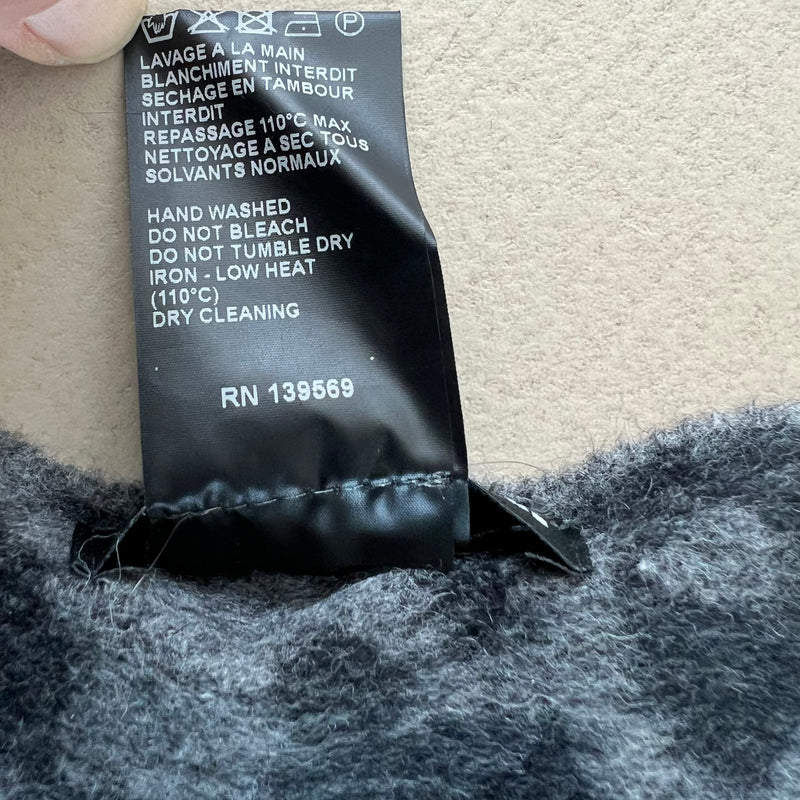 P
LAVAGE A LA MAIN
BLANCHIMENT INTERDIT
SECHAGE EN TAMBOUR
INTERDIT
REPASSAGE 110°C MAX
NETTOYAGE A SEC TOUS
SOLVANTS NORMAUX
HAND WASHED
DO NOT BLEACH
DO NOT TUMBLE DRY
IRON - LOW HEAT
(110°C)
DRY CLEANING
RN 139569